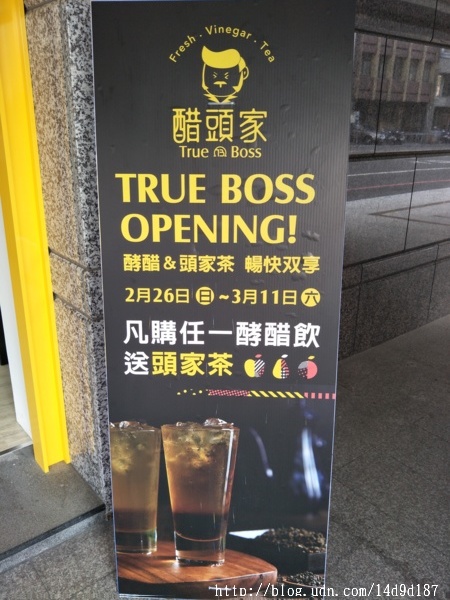 Fresh . Vinegar . Tea
醋頭家
True Boss
TRUE BOSS
OPENING!
酵醋&頭家茶 暢快双享
2月26日日~3月11日六
凡購任一酵醋飲
送頭家茶
http://blog.udn.com/14d9d187